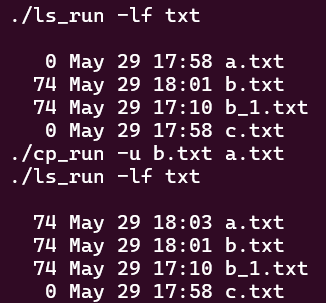 ./ls_run -lf txt
0 May 29 17:58 a.txt
74 May 29 18:01 b.txt
74 May 29 17:10 b_1.txt
0 May 29 17:58 c.txt
./cp_run -u b.txt a.txt
./ls_run -lf txt
74 May 29 18:03 a.txt
74 May 29 18:01 b.txt
74 May 29 17:10 b_1.txt
0 May 29 17:58 c.txt